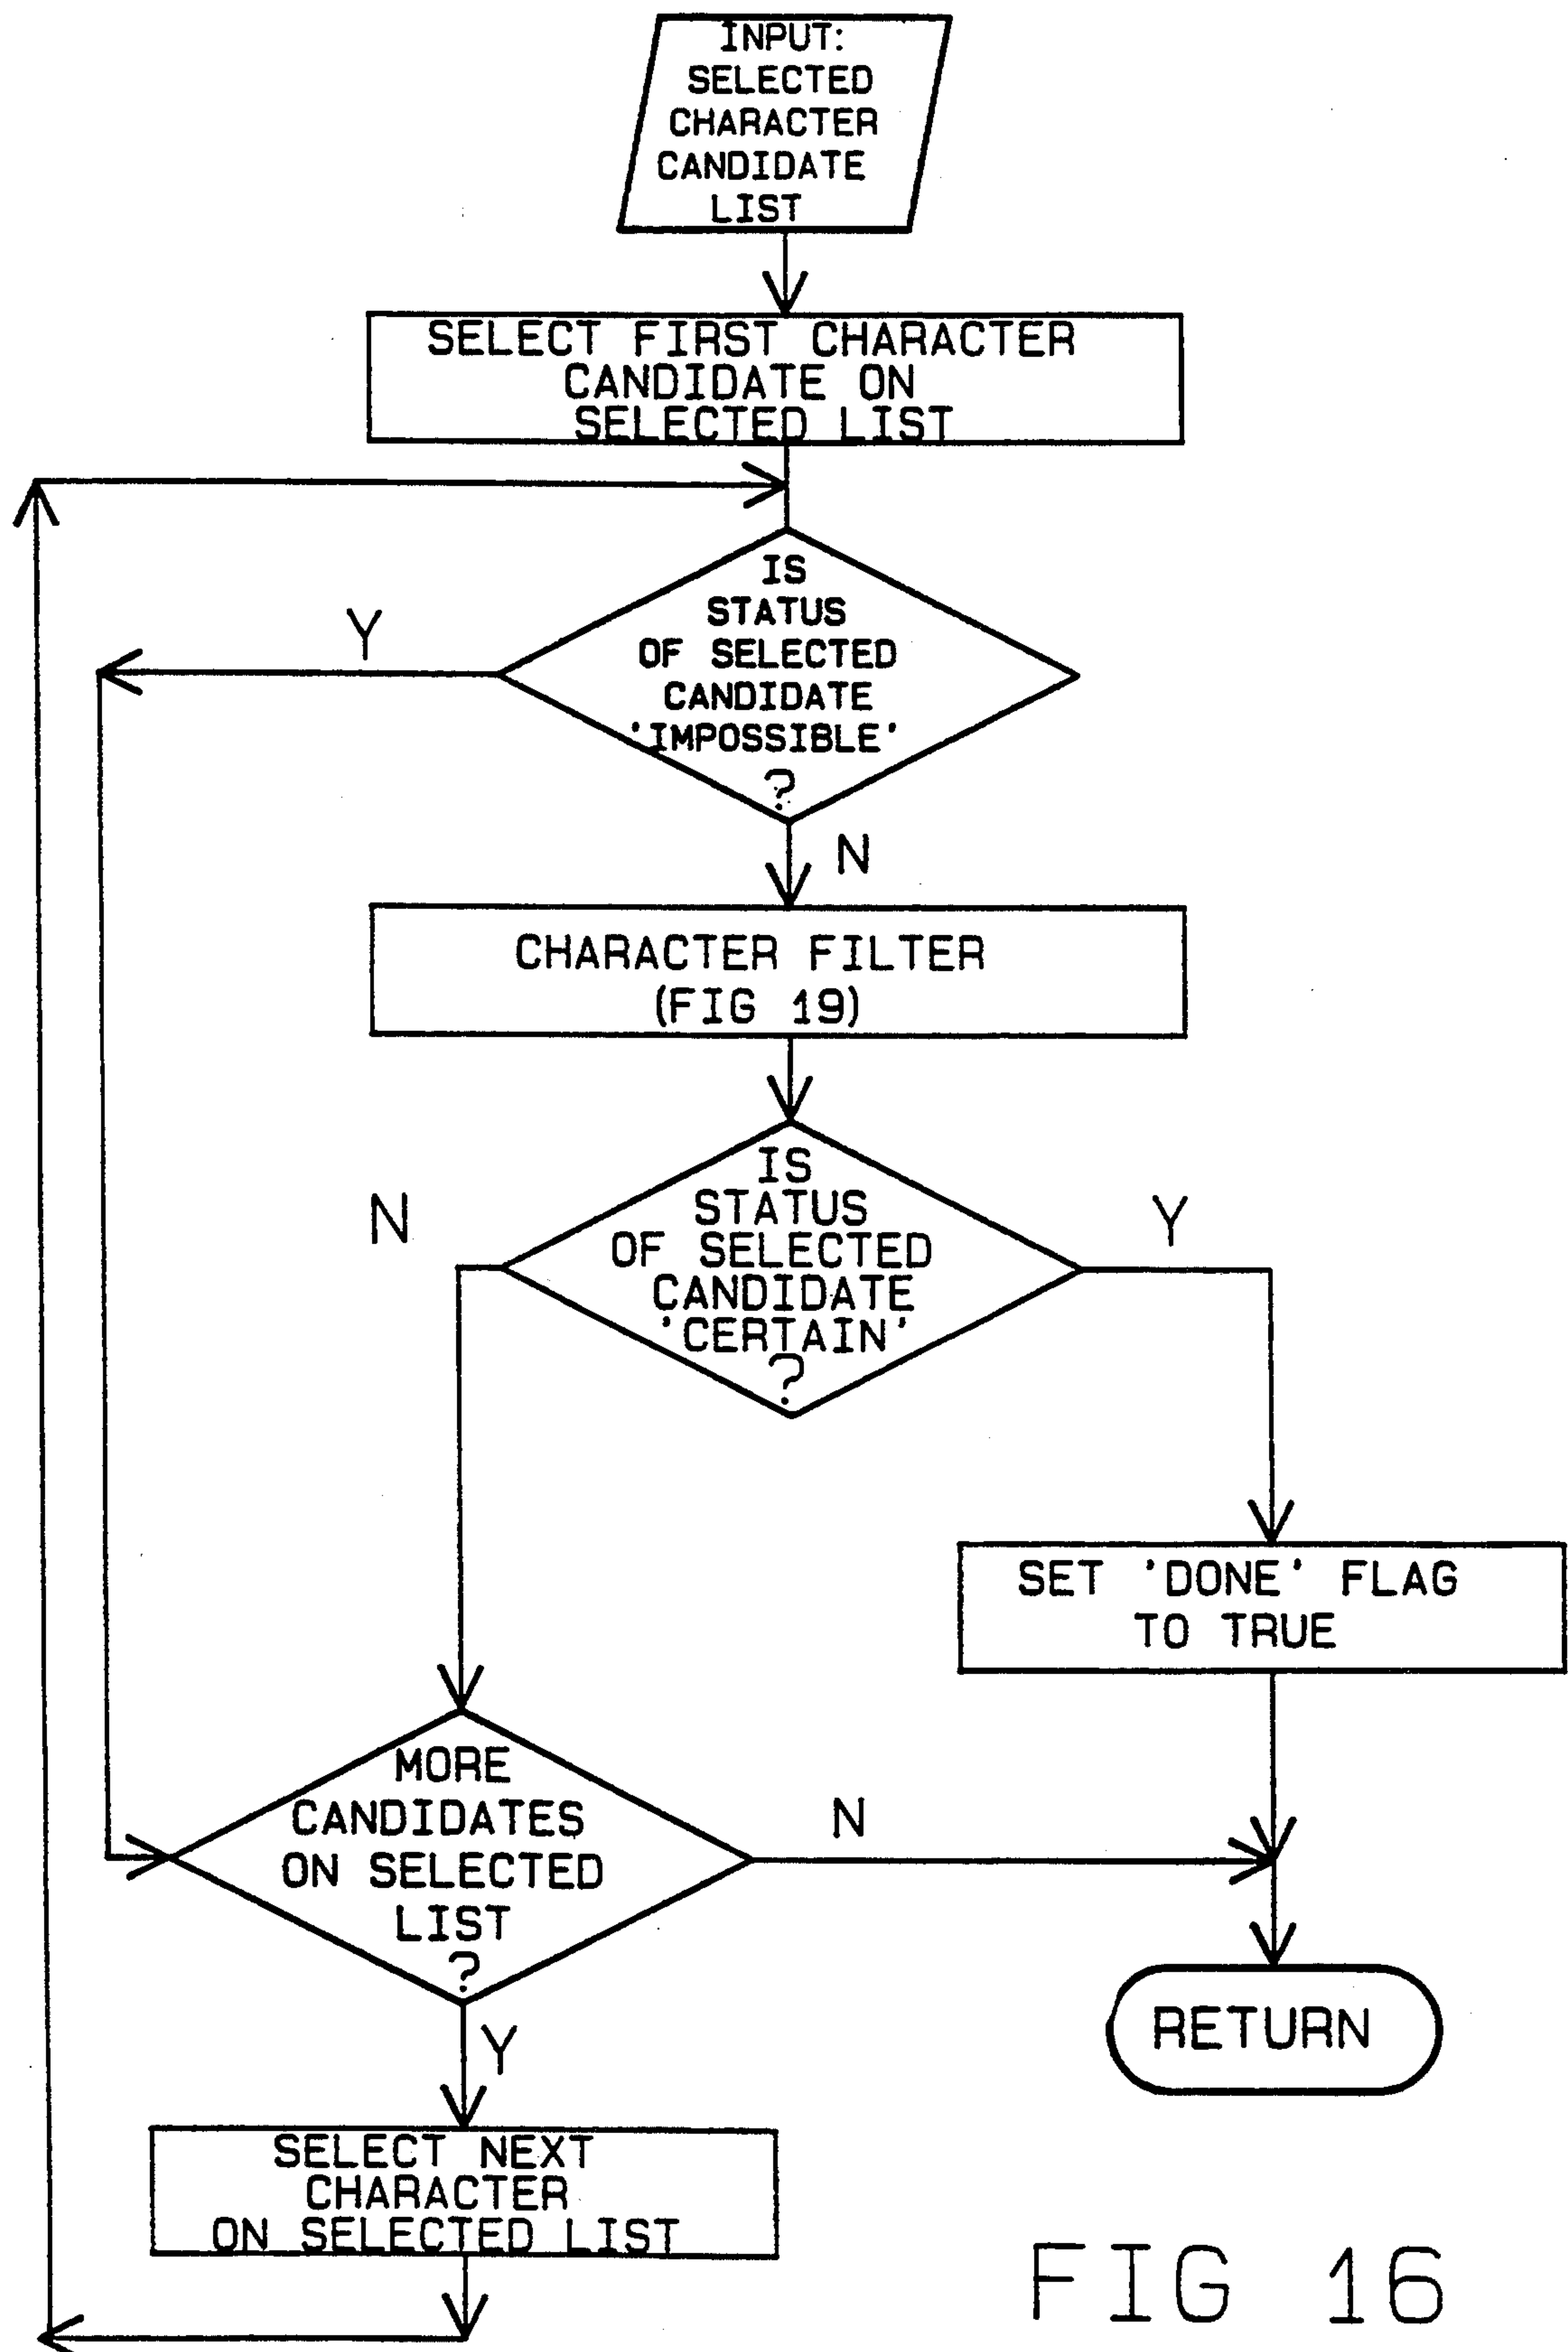 INPUT:
SELECTED
CHARACTER
CANDIDATE
LIST
SELECT FIRST CHARACTER
CANDIDATE ON
SELECTED LIST
IS
STATUS
OF SELECTED
CANDIDATE
'IMPOSSIBLE'
?
Y
N
CHARACTER FILTER
(FIG 19)
IS
STATUS
OF SELECTED
CANDIDATE
'CERTAIN'
?
N
Y
SET 'DONE' FLAG
TO TRUE
MORE
CANDIDATES
ON SELECTED
LIST
?
N
Y
RETURN
SELECT NEXT
CHARACTER
ON SELECTED LIST
FIG 16